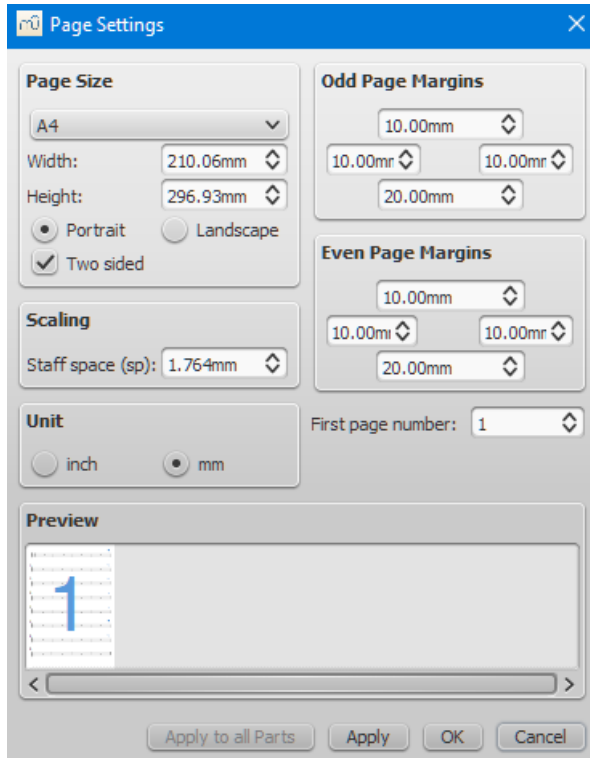 Page Settings
Page Size
A4
Width: 210.06mm
Height: 296.93mm
Portrait Landscape
Two sided
Scaling
Staff space (sp): 1.764mm
Unit
inch mm
Odd Page Margins
10.00mm
10.00mr 10.00mr
20.00mm
Even Page Margins
10.00mm
10.00mı 10.00mr
20.00mm
First page number: 1
Preview
1
Apply to all Parts Apply OK Cancel